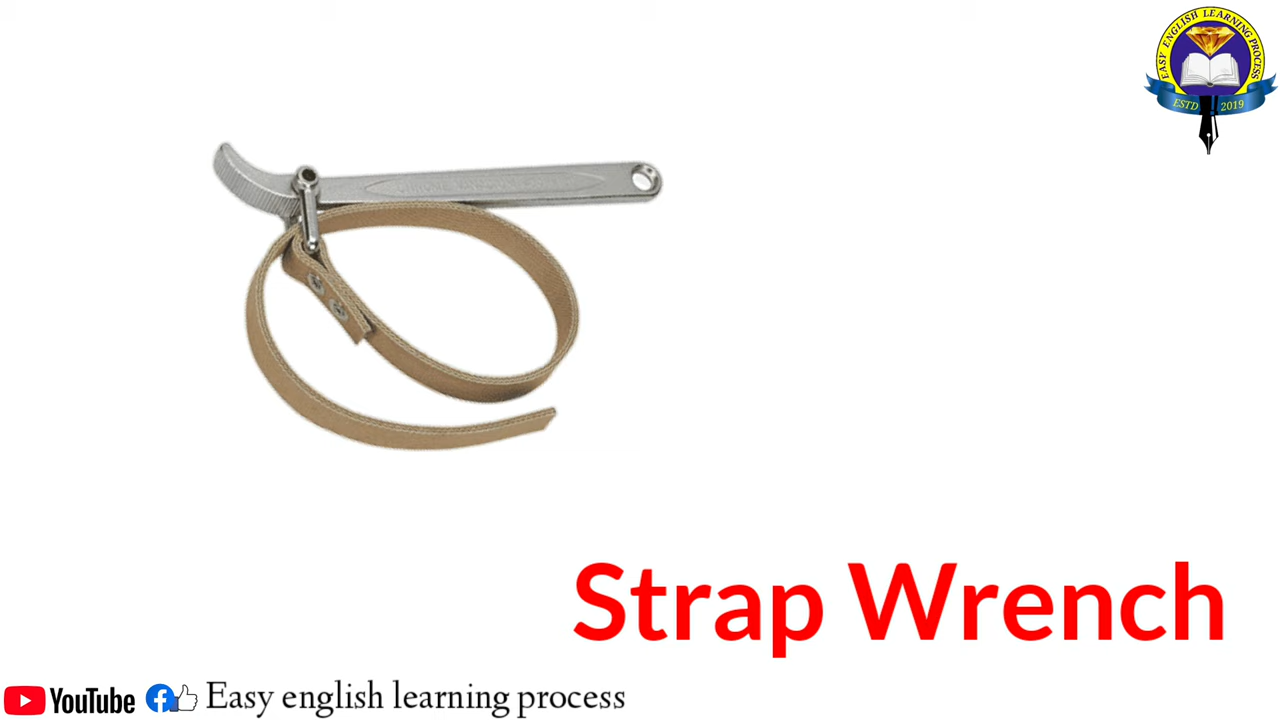 EASY ENGLISH LEARNING PROCESS
ESTD 2019
Strap Wrench
YouTube Easy english learning process